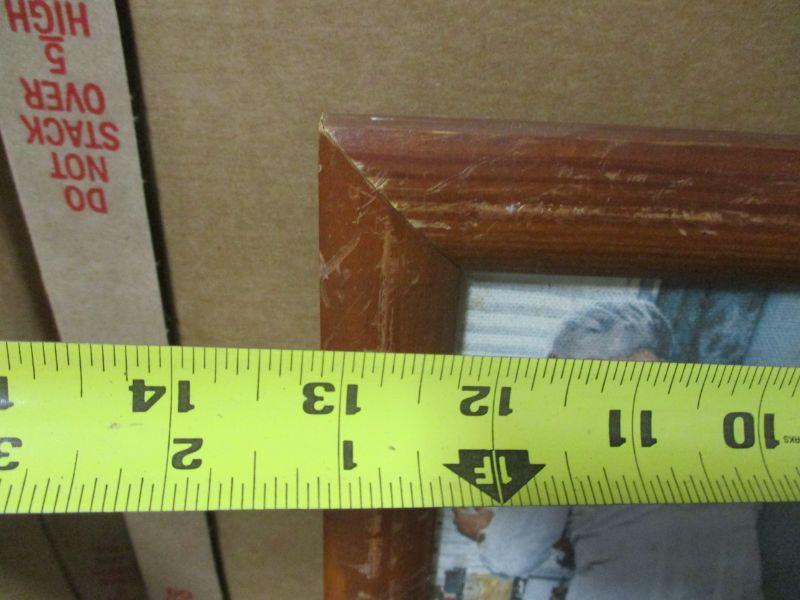 DO
NOT
STACK
OVER
5
HIGH
10 11 12 13 14
1F 1 2 3